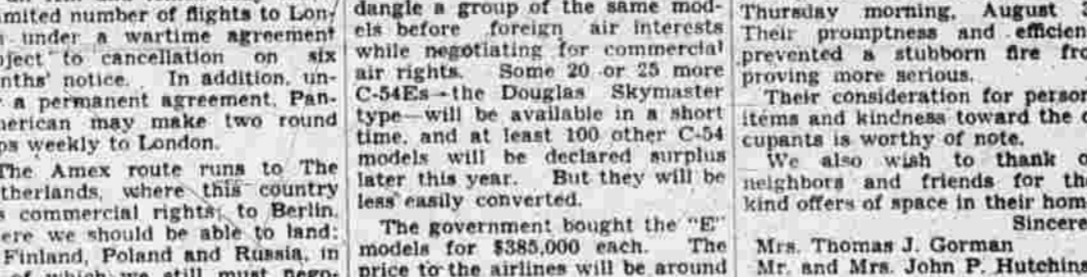 mited number of flights to Lon-
under a wartime agreement
ject to cancellation on six
nths' notice. In addition, un-
a permanent agreement, Pan-
merican may make two round
ps weekly to London.
The Amex route runs to The
therlands, where this country
s commercial rights; to Berlin,
ere we should be able to land;
Finland, Poland and Russia, in
of which we still must nego-
dangle a group of the same mod-
els before foreign air interests
while negotiating for commercial
air rights. Some 20 or 25 more
C-54Es—the Douglas Skymaster
type—will be available in a short
time, and at least 100 other C-54
models will be declared surplus
later this year. But they will be
less easily converted.
The government bought the "E"
models for $385,000 each. The
price to the airlines will be around
Thursday morning, August
Their promptness and efficien
prevented a stubborn fire fro
proving more serious.
Their consideration for person
items and kindness toward the o
cupants is worthy of note.
We also wish to thank o
neighbors and friends for th
kind offers of space in their hom
Sincere
Mrs. Thomas J. Gorman
Mr. and Mrs. John P. Hutchins